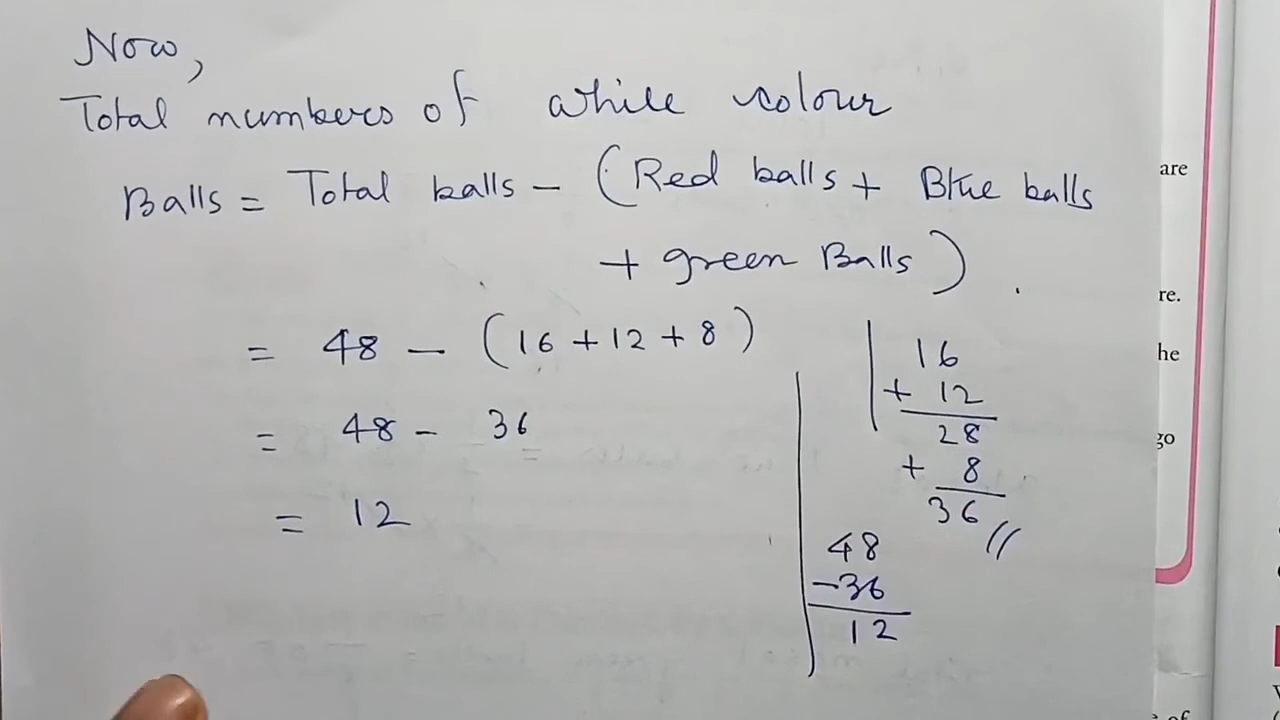 Now,
Total numbers of while colour
Balls = Total balls - (Red balls + Blue balls
+ green Balls)
= 48 - (16 + 12 + 8)
= 48 - 36
= 12
16
+ 12
28
+ 8
36 //
48
-36
12
are
re.
he
go